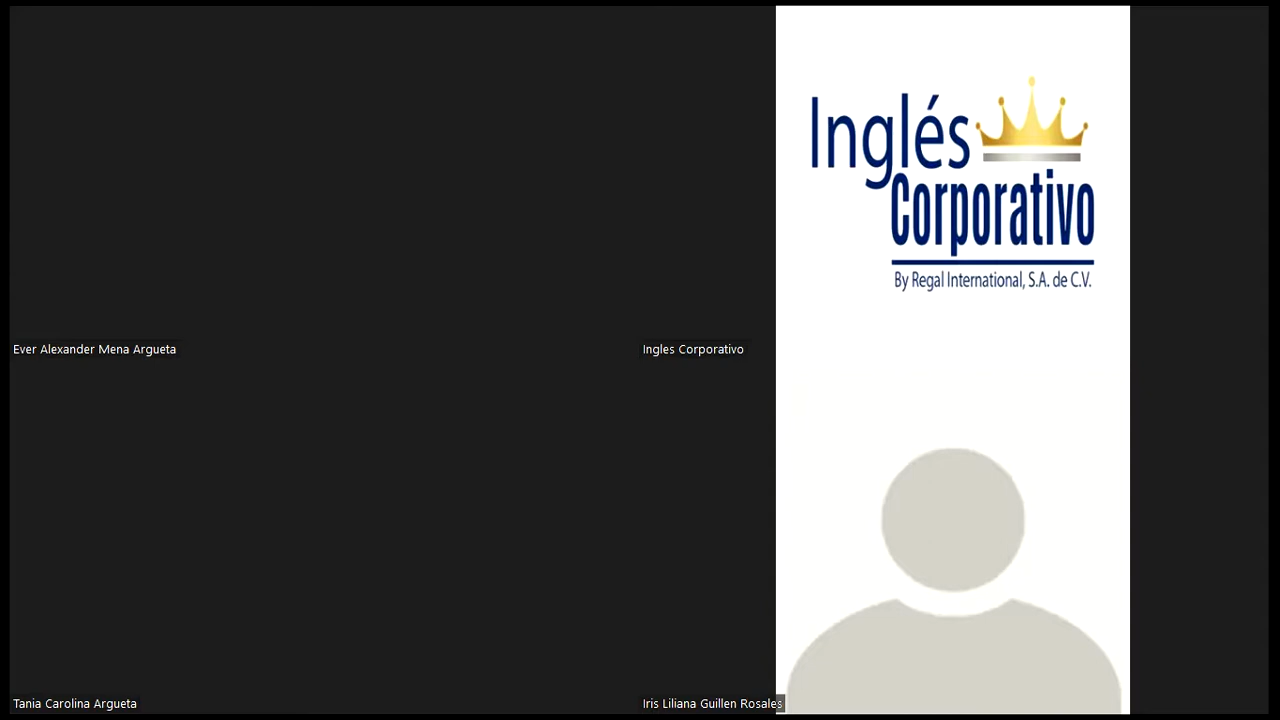 Inglés
Corporativo
By Regal International, S.A. de C.V.
Ever Alexander Mena Argueta
Ingles Corporativo
Tania Carolina Argueta
Iris Liliana Guillen Rosales